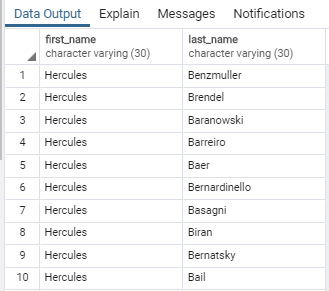 Data Output Explain Messages Notifications
first_name last_name
character varying (30) character varying (30)
1 Hercules Benzmuller
2 Hercules Brendel
3 Hercules Baranowski
4 Hercules Barreiro
5 Hercules Baer
6 Hercules Bernardinello
7 Hercules Basagni
8 Hercules Biran
9 Hercules Bernatsky
10 Hercules Bail